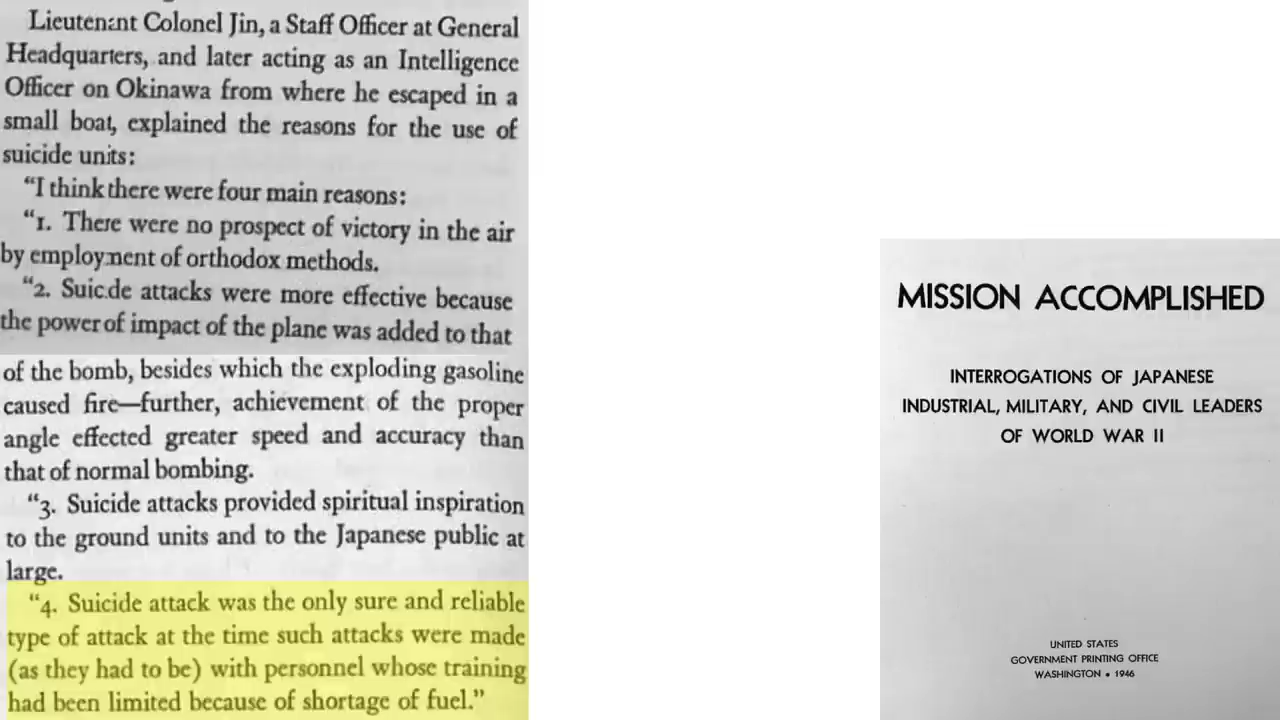 Lieutenant Colonel Jin, a Staff Officer at General
Headquarters, and later acting as an Intelligence
Officer on Okinawa from where he escaped in a
small boat, explained the reasons for the use of
suicide units:
“I think there were four main reasons:
“1. There were no prospect of victory in the air
by employment of orthodox methods.
“2. Suicide attacks were more effective because
the power of impact of the plane was added to that
of the bomb, besides which the exploding gasoline
caused fire—further, achievement of the proper
angle effected greater speed and accuracy than
that of normal bombing.
“3. Suicide attacks provided spiritual inspiration
to the ground units and to the Japanese public at
large.
“4. Suicide attack was the only sure and reliable
type of attack at the time such attacks were made
(as they had to be) with personnel whose training
had been limited because of shortage of fuel.”
MISSION ACCOMPLISHED
INTERROGATIONS OF JAPANESE
INDUSTRIAL, MILITARY, AND CIVIL LEADERS
OF WORLD WAR II
UNITED STATES
GOVERNMENT PRINTING OFFICE
WASHINGTON • 1946